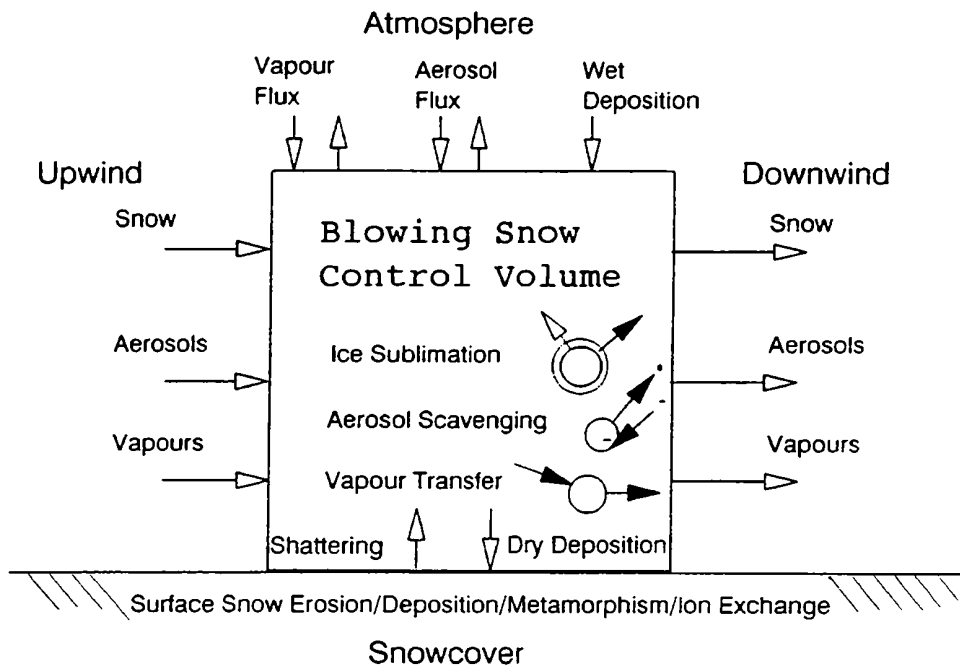 Atmosphere
Vapour
Flux
Aerosol
Flux
Wet
Deposition
Upwind
Downwind
Snow
Snow
Blowing Snow
Control Volume
Aerosols
Ice Sublimation
Aerosols
Aerosol Scavenging
Vapours
Vapour Transfer
Vapours
Shattering
Dry Deposition
Surface Snow Erosion/Deposition/Metamorphism/Ion Exchange
Snowcover